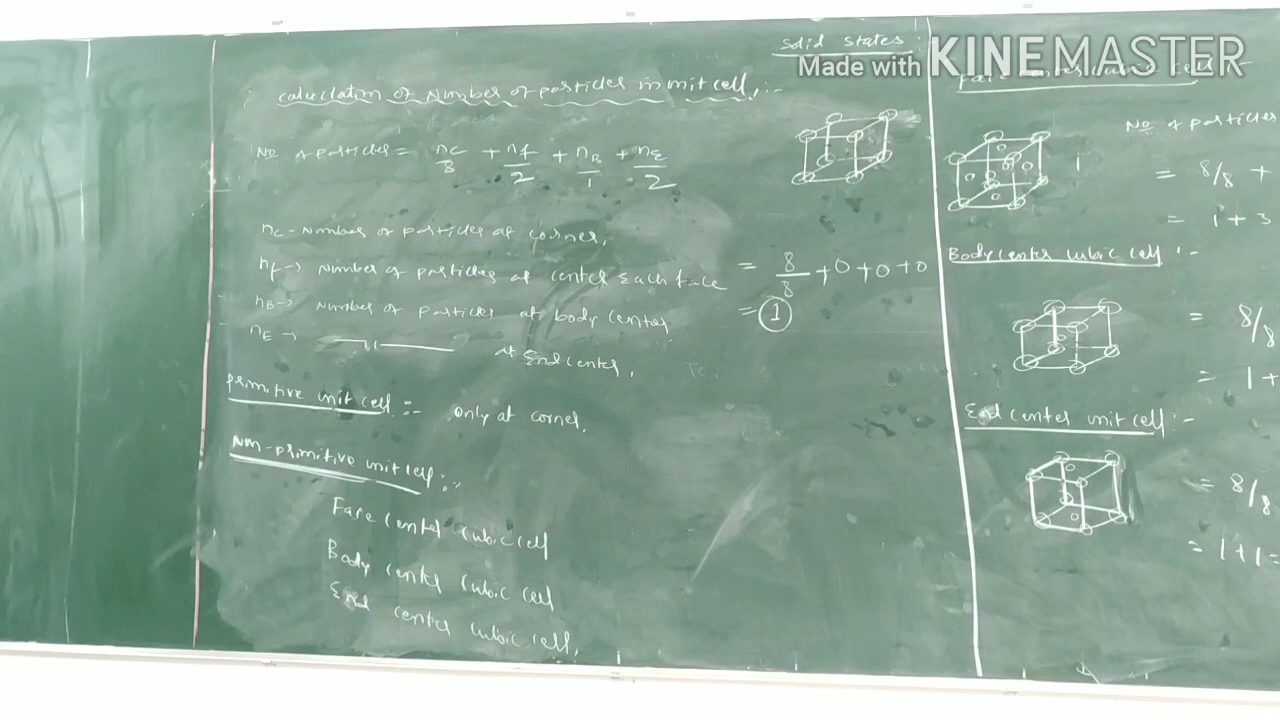 Solid states
Made with KINEMASTER
calculation of Number of particles in unit cell :-
No of particles = nc/8 + nf/2 + nB/1 + nE/2
nc - Number of particles at corner.
nf → Number of particles at center each face
nB → Number of particles at body center
nE → —〃— at End center.
= 8/8 + 0 + 0 + 0
= 1
primitive unit cell :- only at corner.
Non-primitive unit cell :-
Face center cubic cell
Body center cubic cell
End center cubic cell.
Face center cubic cell :-
No of particles
= 8/8 +
= 1 + 3
Body center cubic cell :-
= 8/8
= 1 +
End center unit cell :-
= 8/8
= 1 + 1 =